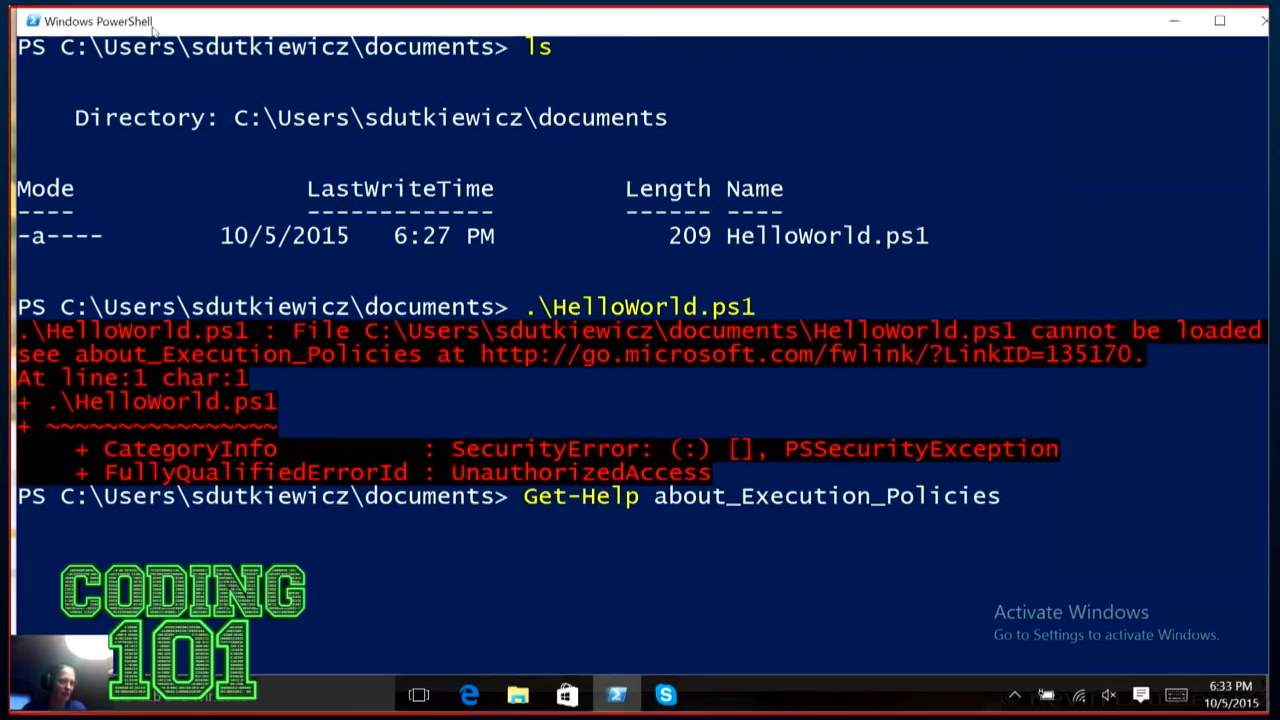 Windows PowerShell
PS C:\Users\sdutkiewicz\documents> ls
Directory: C:\Users\sdutkiewicz\documents
Mode LastWriteTime Length Name
---- ------------- ------ ----
-a---- 10/5/2015 6:27 PM 209 HelloWorld.ps1
PS C:\Users\sdutkiewicz\documents> .\HelloWorld.ps1
.\HelloWorld.ps1 : File C:\Users\sdutkiewicz\documents\HelloWorld.ps1 cannot be loaded
see about_Execution_Policies at http://go.microsoft.com/fwlink/?LinkID=135170.
At line:1 char:1
+ .\HelloWorld.ps1
+ ~~~~~~~~~~~~~~~~
+ CategoryInfo : SecurityError: (:) [], PSSecurityException
+ FullyQualifiedErrorId : UnauthorizedAccess
PS C:\Users\sdutkiewicz\documents> Get-Help about_Execution_Policies
CODING
101
Activate Windows
Go to Settings to activate Windows.
6:33 PM
10/5/2015